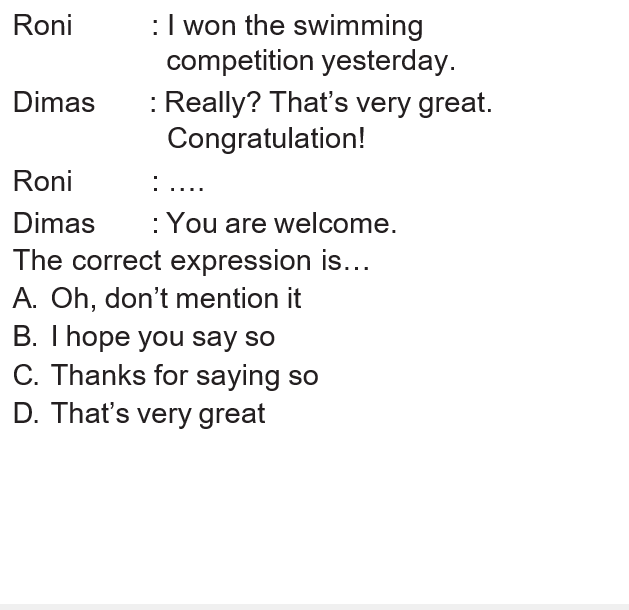 Roni : I won the swimming
competition yesterday.
Dimas : Really? That’s very great.
Congratulation!
Roni : ....
Dimas : You are welcome.
The correct expression is…
A. Oh, don’t mention it
B. I hope you say so
C. Thanks for saying so
D. That’s very great